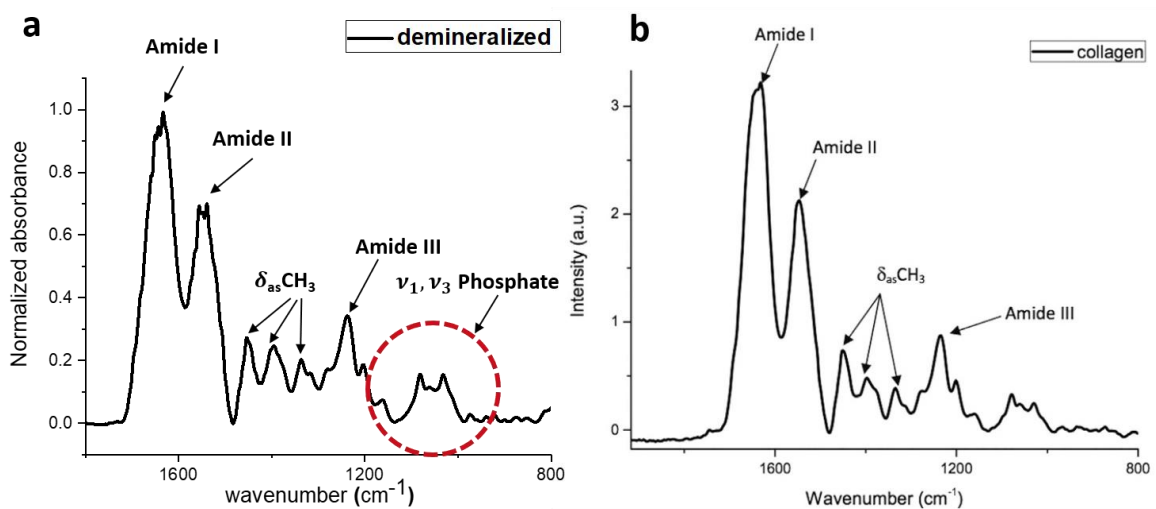 a
demineralized
Amide I
Amide II
Amide III
δasCH3
ν1, ν3 Phosphate
Normalized absorbance
1.0
0.8
0.6
0.4
0.2
0.0
1600
1200
800
wavenumber (cm-1)
b
collagen
Amide I
Amide II
δasCH3
Amide III
Intensity (a.u.)
3
2
1
0
1600
1200
800
Wavenumber (cm-1)